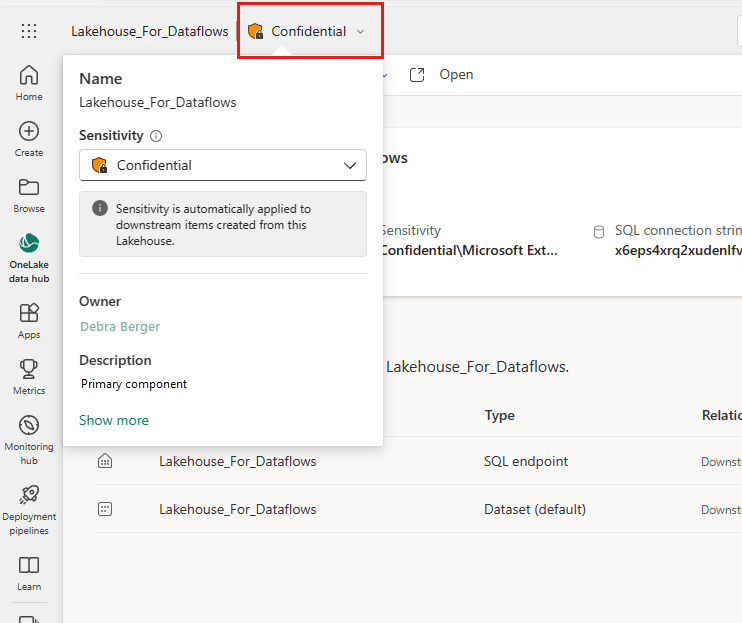 Lakehouse_For_Dataflows
Confidential
Home
Create
Browse
OneLake
data hub
Apps
Metrics
Monitoring
hub
Deployment
pipelines
Learn
Name
Lakehouse_For_Dataflows
Sensitivity
Confidential
Sensitivity is automatically applied to
downstream items created from this
Lakehouse.
Owner
Debra Berger
Description
Primary component
Show more
Open
ows
Sensitivity
Confidential\Microsoft Ext...
SQL connection strin
x6eps4xrq2xudenlfv
Lakehouse_For_Dataflows.
Type
Relatio
Lakehouse_For_Dataflows
SQL endpoint
Downst
Lakehouse_For_Dataflows
Dataset (default)
Downst